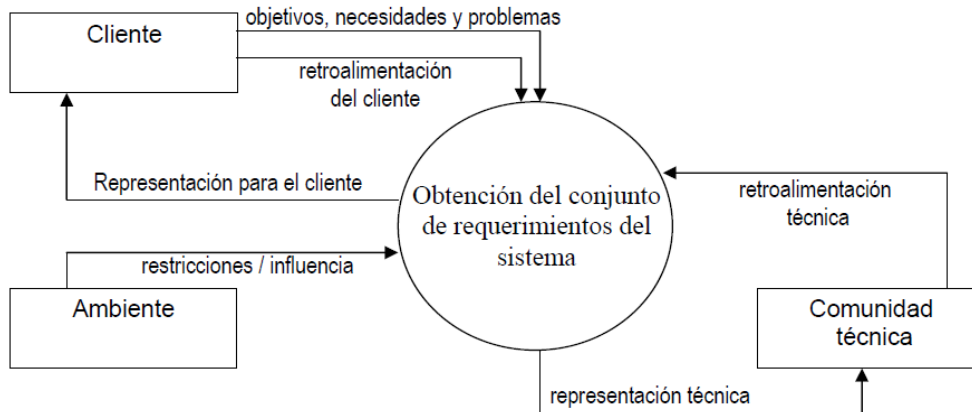 Cliente
objetivos, necesidades y problemas
retroalimentación
del cliente
Representación para el cliente
Obtención del conjunto
de requerimientos del
sistema
retroalimentación
técnica
restricciones / influencia
Ambiente
Comunidad
técnica
representación técnica